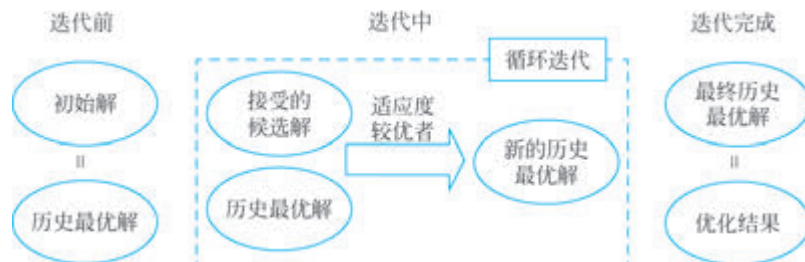 迭代前
迭代中
迭代完成
循环迭代
初始解
=
历史最优解
接受的
候选解
历史最优解
适应度
较优者
新的历史
最优解
最终历史
最优解
=
优化结果